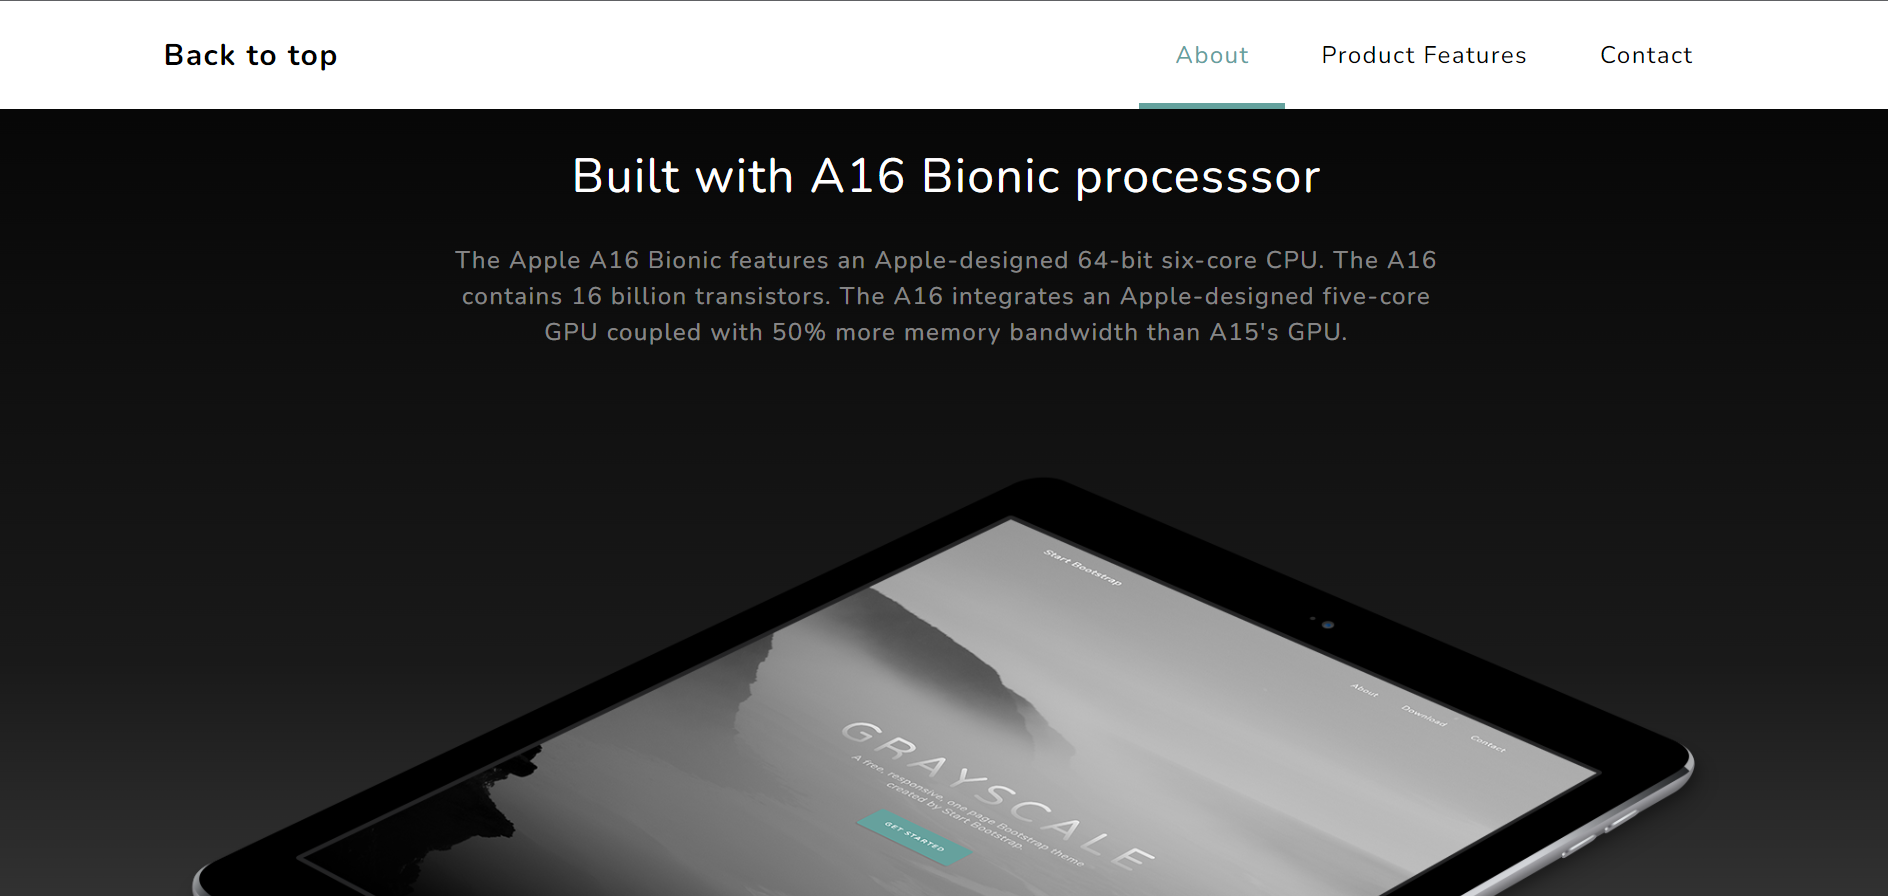 Back to top
About
Product Features
Contact
Built with A16 Bionic processsor
The Apple A16 Bionic features an Apple-designed 64-bit six-core CPU. The A16
contains 16 billion transistors. The A16 integrates an Apple-designed five-core
GPU coupled with 50% more memory bandwidth than A15's GPU.
Start Bootstrap
About
Download
Contact
GRAYSCALE
A free, responsive, one page Bootstrap theme
created by Start Bootstrap.
GET STARTED